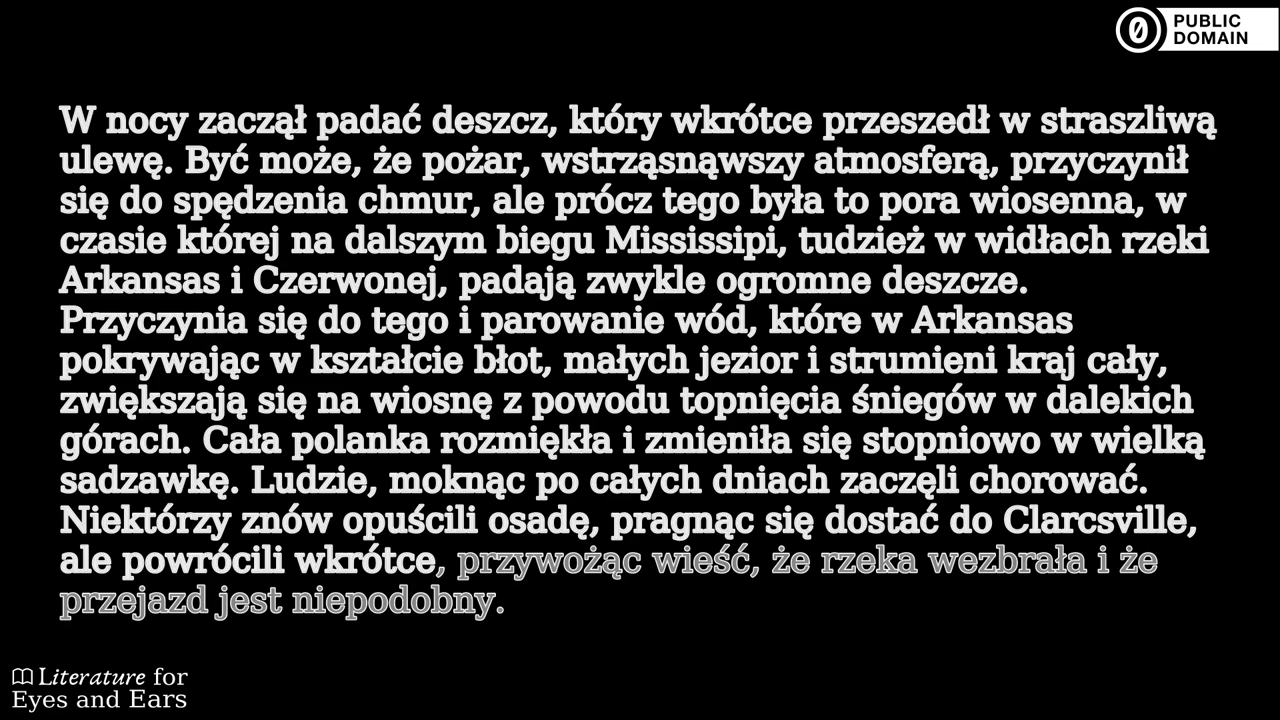 PUBLIC
DOMAIN
W nocy zaczął padać deszcz, który wkrótce przeszedł w straszliwą
ulewę. Być może, że pożar, wstrząsnąwszy atmosferą, przyczynił
się do spędzenia chmur, ale prócz tego była to pora wiosenna, w
czasie której na dalszym biegu Mississipi, tudzież w widłach rzeki
Arkansas i Czerwonej, padają zwykle ogromne deszcze.
Przyczynia się do tego i parowanie wód, które w Arkansas
pokrywając w kształcie błot, małych jezior i strumieni kraj cały,
zwiększają się na wiosnę z powodu topnięcia śniegów w dalekich
górach. Cała polanka rozmiękła i zmieniła się stopniowo w wielką
sadzawkę. Ludzie, moknąc po całych dniach zaczęli chorować.
Niektórzy znów opuścili osadę, pragnąc się dostać do Clarcsville,
ale powrócili wkrótce, przywożąc wieść, że rzeka wezbrała i że
przejazd jest niepodobny.
Literature for
Eyes and Ears